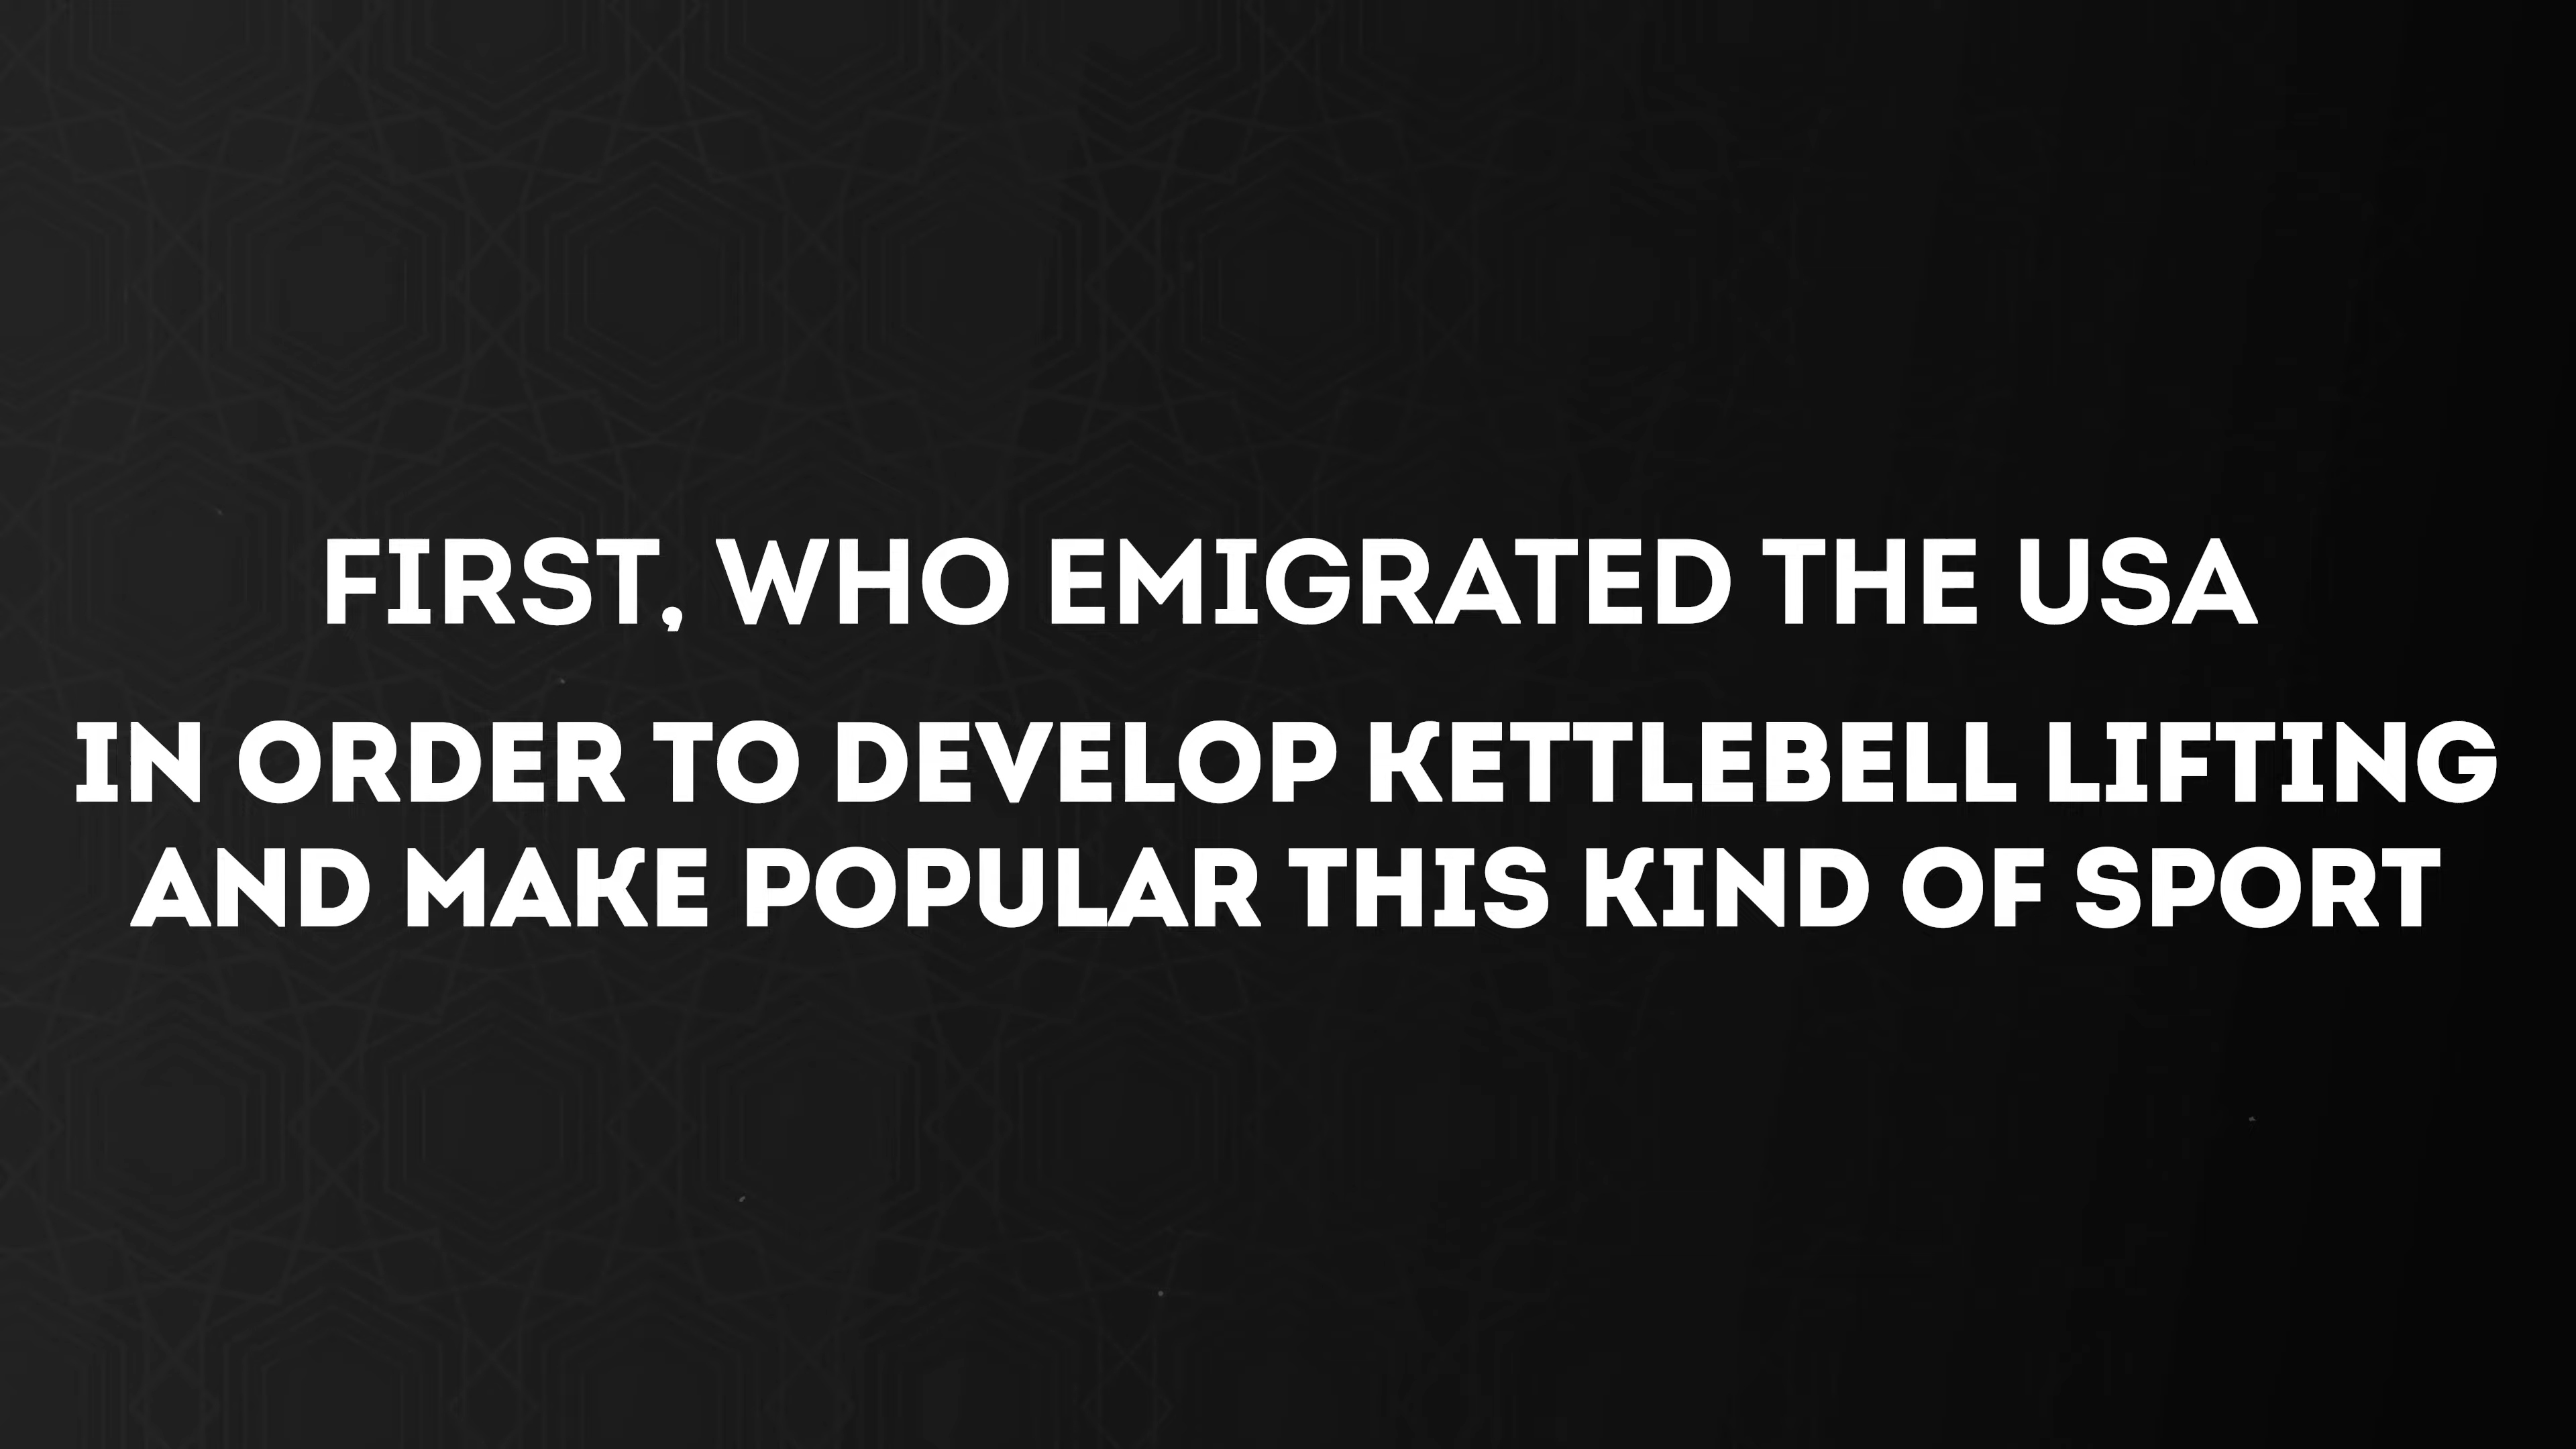 FIRST, WHO EMIGRATED THE USA
IN ORDER TO DEVELOP KETTLEBELL LIFTING
AND MAKE POPULAR THIS KIND OF SPORT